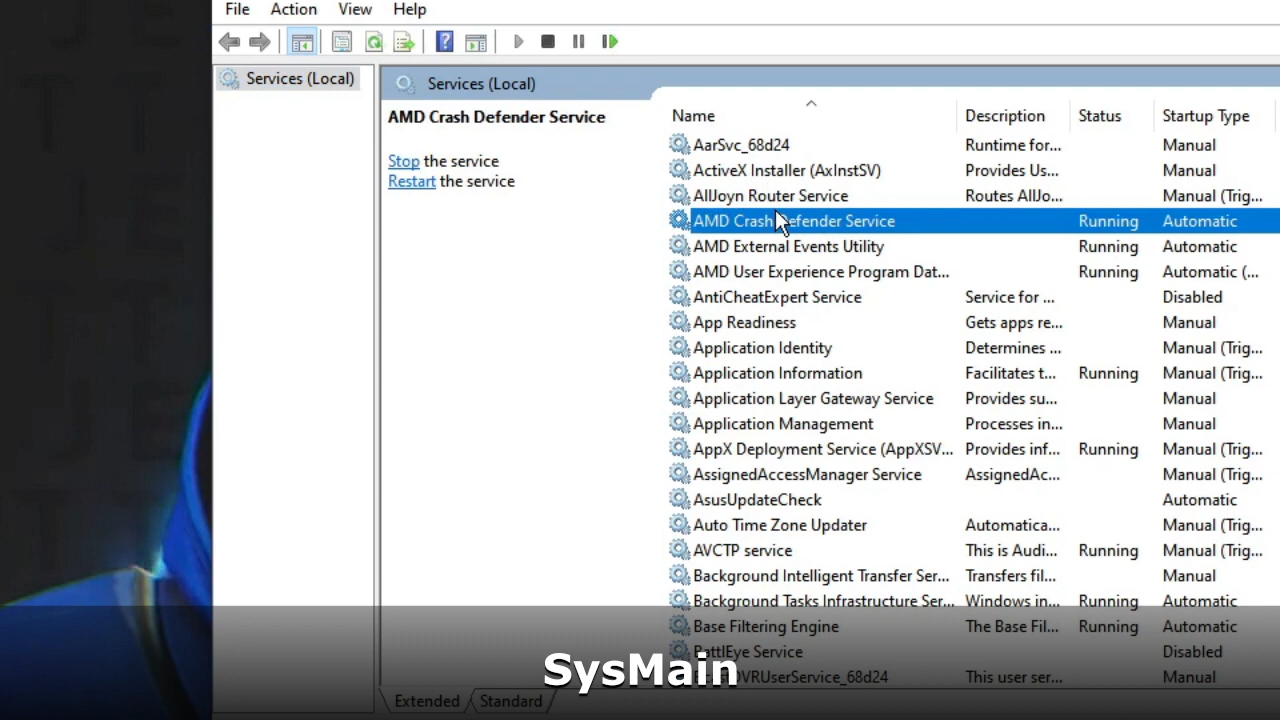 File Action View Help
Services (Local)
Services (Local)
AMD Crash Defender Service
Stop the service
Restart the service
Name Description Status Startup Type
AarSvc_68d24 Runtime for... Manual
ActiveX Installer (AxInstSV) Provides Us... Manual
AllJoyn Router Service Routes AllJo... Manual (Trig...
AMD Crash Defender Service Running Automatic
AMD External Events Utility Running Automatic
AMD User Experience Program Dat... Running Automatic (...
AntiCheatExpert Service Service for ... Disabled
App Readiness Gets apps re... Manual
Application Identity Determines ... Manual (Trig...
Application Information Facilitates t... Running Manual (Trig...
Application Layer Gateway Service Provides su... Manual
Application Management Processes in... Manual
AppX Deployment Service (AppXSV... Provides inf... Running Manual (Trig...
AssignedAccessManager Service AssignedAc... Manual (Trig...
AsusUpdateCheck Automatic
Auto Time Zone Updater Automatica... Manual (Trig...
AVCTP service This is Audi... Running Manual (Trig...
Background Intelligent Transfer Ser... Transfers fil... Manual
Background Tasks Infrastructure Ser... Windows in... Running Automatic
Base Filtering Engine The Base Fil... Running Automatic
BattlEye Service Disabled
This user ser... Manual
SysMain
Extended Standard